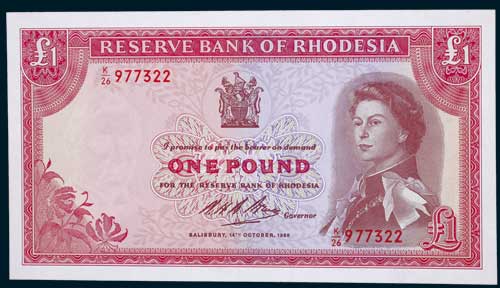 £1 RESERVE BANK OF RHODESIA £1
K/26 977322
I promise to pay the bearer on demand
ONE POUND
FOR THE RESERVE BANK OF RHODESIA
Governor
K/26 977322
SALISBURY, 14TH OCTOBER, 1966
£1